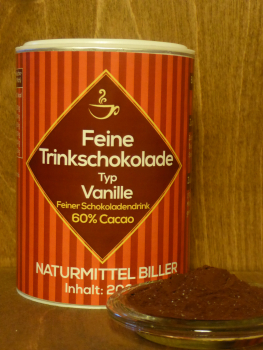 Feine
Trinkschokolade
Typ
Vanille
Feiner Schokoladendrink
60% Cacao
NATURMITTEL BILLER
Inhalt: